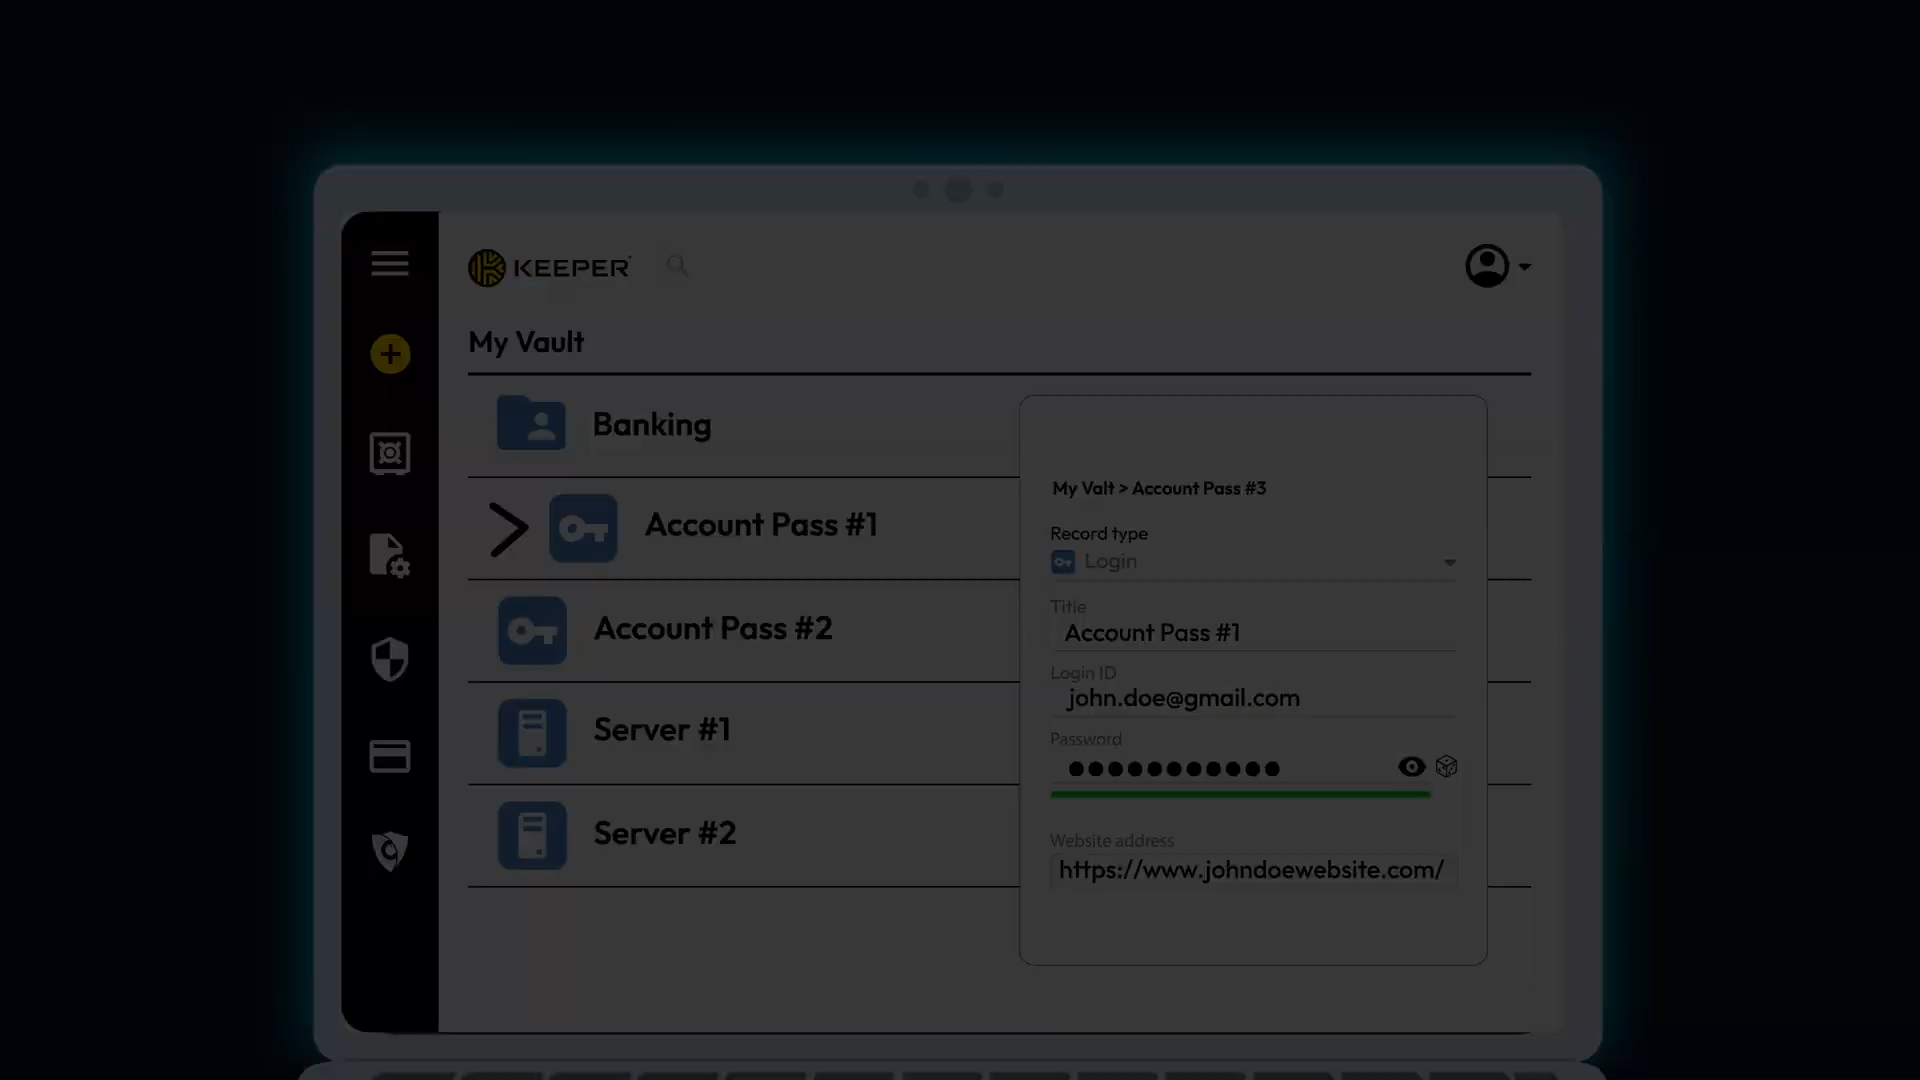 KEEPER
My Vault
Banking
Account Pass #1
Account Pass #2
Server #1
Server #2
My Valt > Account Pass #3
Record type
Login
Title
Account Pass #1
Login ID
john.doe@gmail.com
Password
Website address
https://www.johndoewebsite.com/